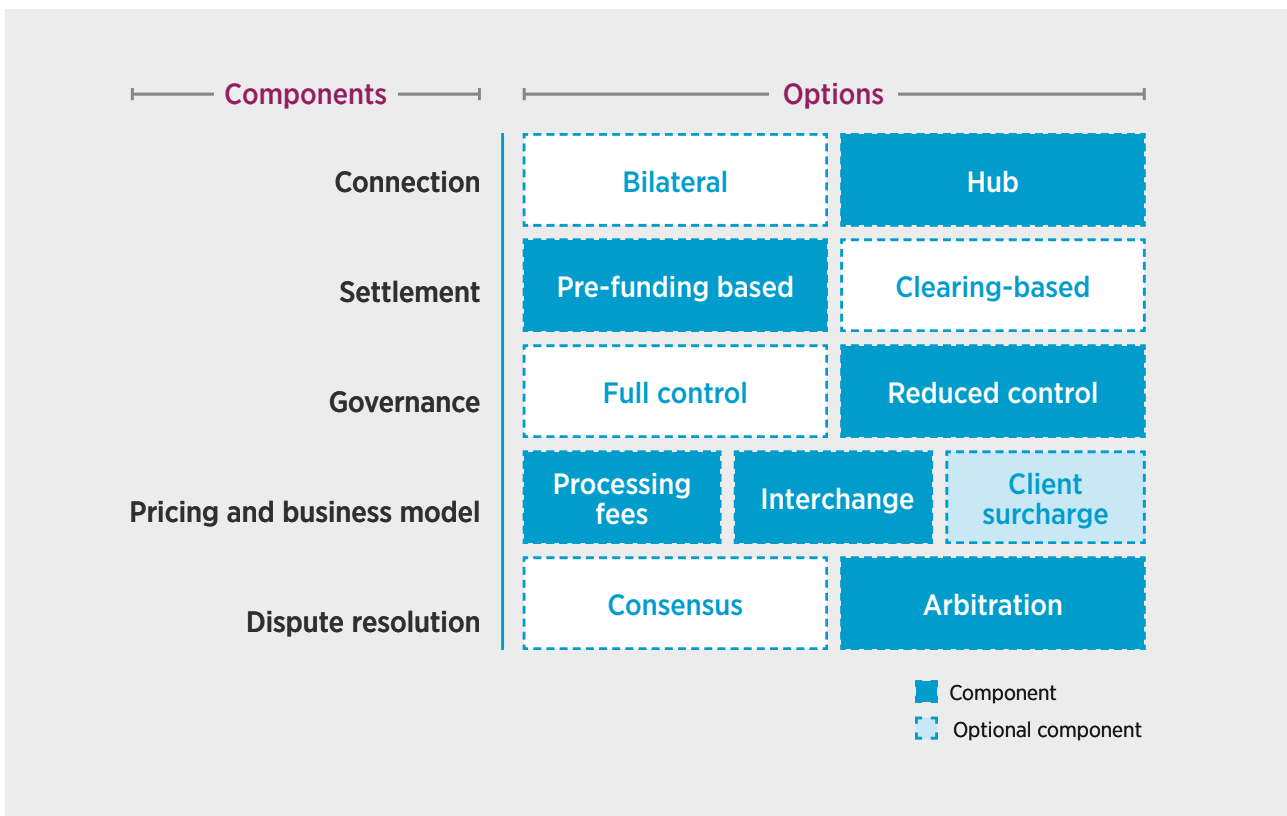 Components
Options
Connection
Bilateral
Hub
Settlement
Pre-funding based
Clearing-based
Governance
Full control
Reduced control
Pricing and business model
Processing
fees
Interchange
Client
surcharge
Dispute resolution
Consensus
Arbitration
Component
Optional component